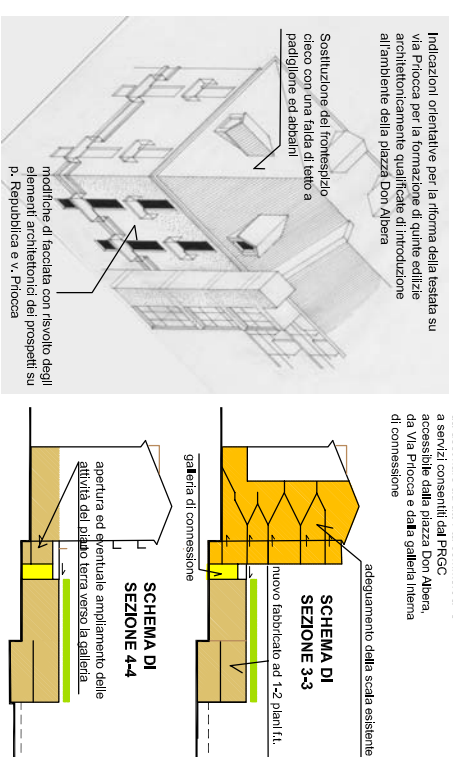 Indicazioni orientative per la riforma della testata su
via Priocca per la formazione di quinte edilizie
architettonicamente qualificate di introduzione
all'ambiente della piazza Don Albera
Sostituzione del frontespizio
cieco con una falda di tetto a
padiglione ed abbaini
modifiche di facciata con risvolto degli
elementi architettonici dei prospetti su
p. Repubblica e v. Priocca
a servizi consentiti dal PRGC
accessibile dalla piazza Don Albera,
da Via Priocca e dalla galleria interna
di connessione
adeguamento della scala esistente
SCHEMA DI
SEZIONE 3-3
nuovo fabbricato ad 1-2 piani f.t.
galleria di connessione
SCHEMA DI
SEZIONE 4-4
apertura ed eventuale ampliamento delle
attività del piano terra verso la galleria